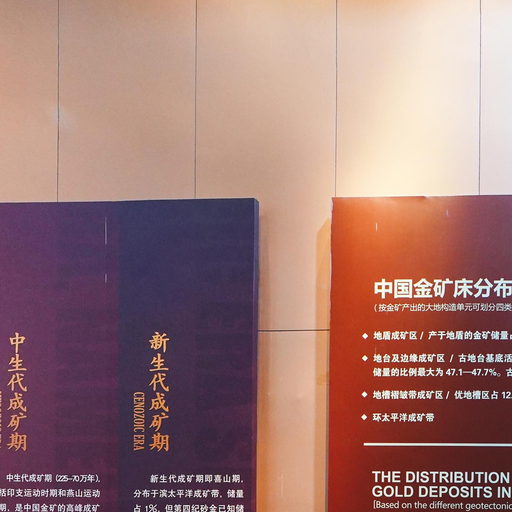 中生代成矿期
中生代成矿期 (225—70万年),
括印支运动时期和燕山运动
期，是中国金矿的高峰成矿
新生代成矿期
CENOZOIC ERA
新生代成矿期即喜山期，
分布于滨太平洋成矿带，储量
占 1%，但第四纪砂金已知储
中国金矿床分布
( 按金矿产出的大地构造单元可划分四类
◆ 地盾成矿区 / 产于地盾的金矿储量
◆ 地台及边缘成矿区 / 古地台基底活
储量的比例最大为 47.1—47.7%。古
◆ 地槽褶皱带成矿区 / 优地槽区占 12.
◆ 环太平洋成矿带
THE DISTRIBUTION
GOLD DEPOSITS IN
[Based on the different geotectonic